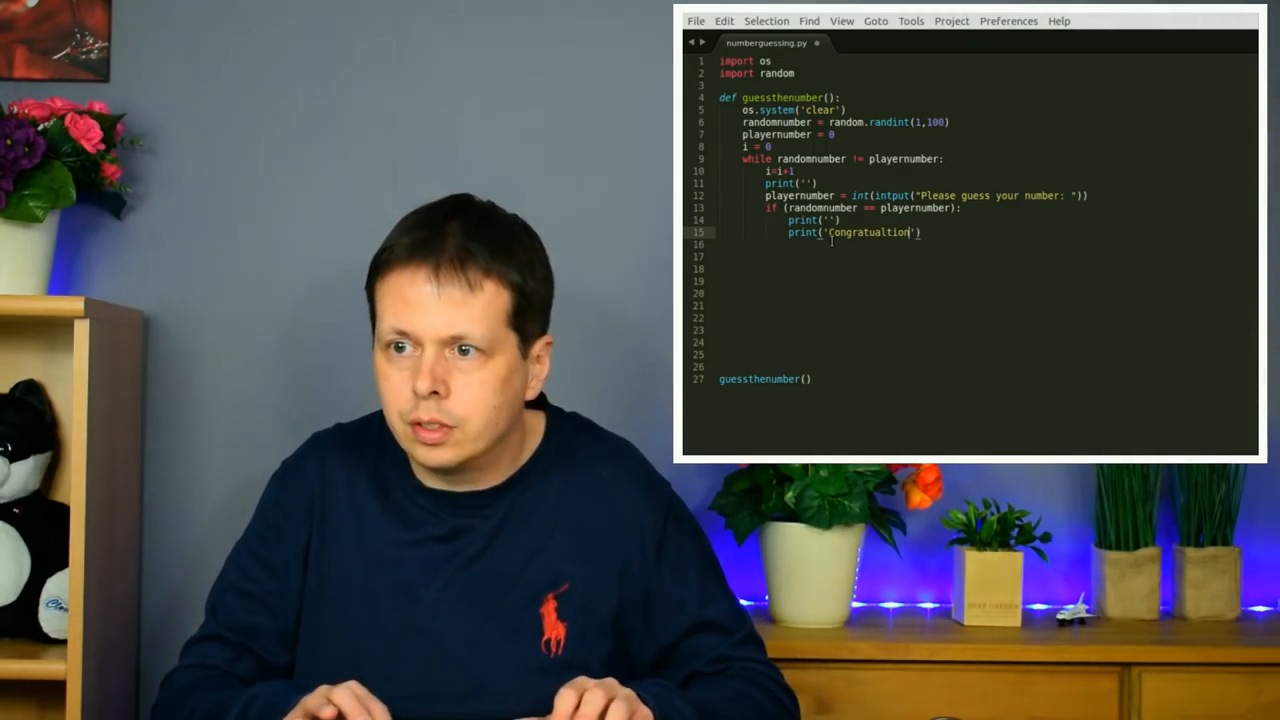 File Edit Selection Find View Goto Tools Project Preferences Help
numberguessing.py
1 import os
2 import random
3
4 def guessthenumber():
5 os.system('clear')
6 randomnumber = random.randint(1,100)
7 playernumber = 0
8 i = 0
9 while randomnumber != playernumber:
10 i=i+1
11 print('')
12 playernumber = int(intput("Please guess your number: "))
13 if (randomnumber == playernumber):
14 print('')
15 print('Congratualtion')
16
17
18
19
20
21
22
23
24
25
26
27 guessthenumber()